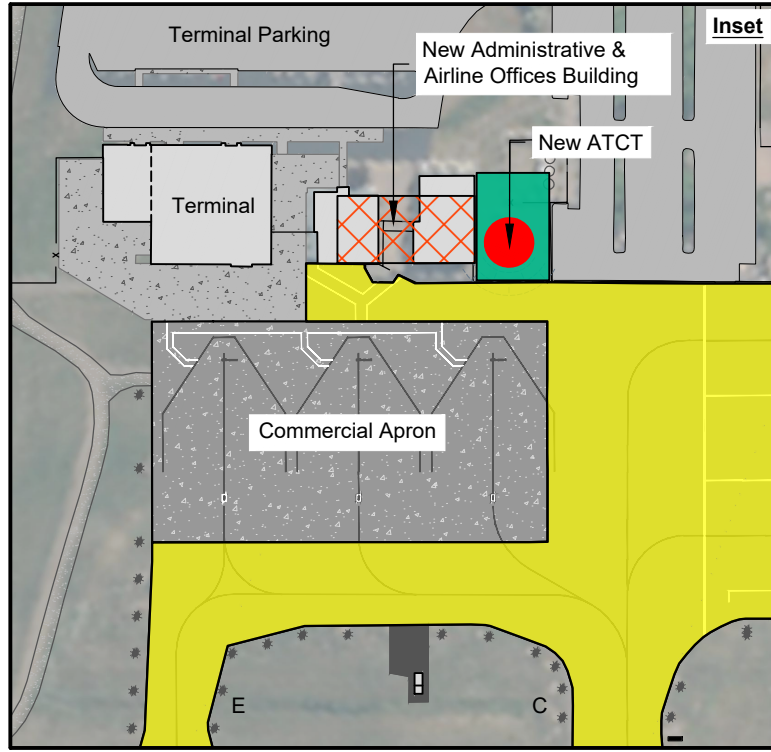 Inset
Terminal Parking
New Administrative &
Airline Offices Building
New ATCT
Terminal
x
Commercial Apron
E
C